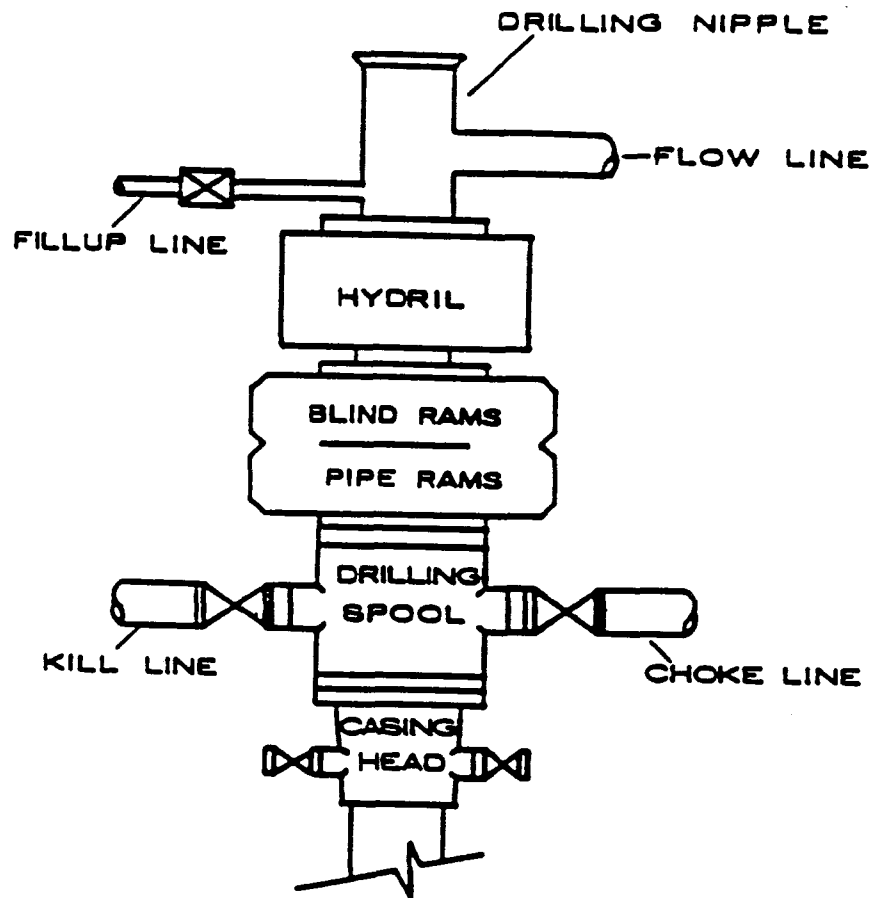 DRILLING NIPPLE
FLOW LINE
FILLUP LINE
HYDRIL
BLIND RAMS
PIPE RAMS
DRILLING
SPOOL
KILL LINE
CHOKE LINE
CASING
HEAD